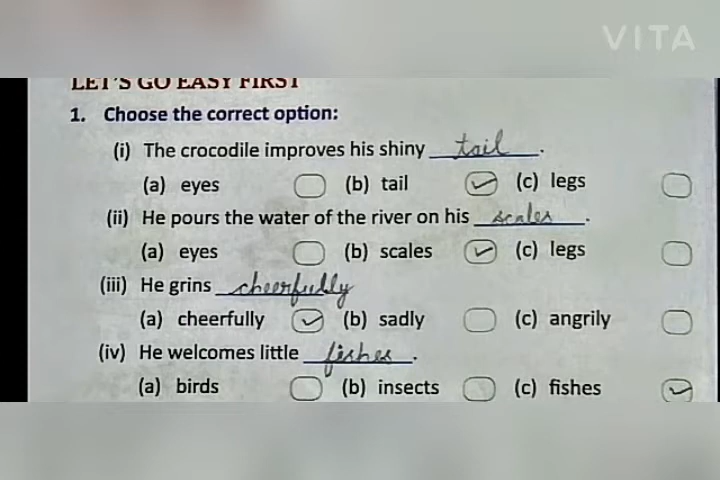 VITA
LET'S GO EASY FIRST
1. Choose the correct option:
(i) The crocodile improves his shiny tail.
(a) eyes (b) tail (c) legs
(ii) He pours the water of the river on his scales.
(a) eyes (b) scales (c) legs
(iii) He grins cheerfully
(a) cheerfully (b) sadly (c) angrily
(iv) He welcomes little fishes.
(a) birds (b) insects (c) fishes